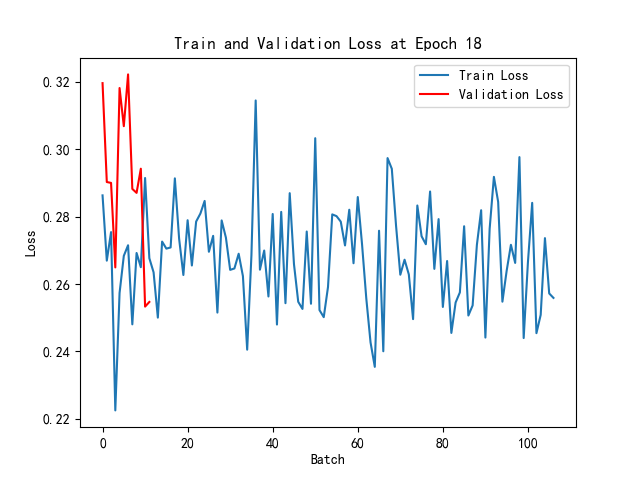 Train and Validation Loss at Epoch 18
Train Loss
Validation Loss
0.32
0.30
0.28
0.26
0.24
0.22
Loss
0
20
40
60
80
100
Batch